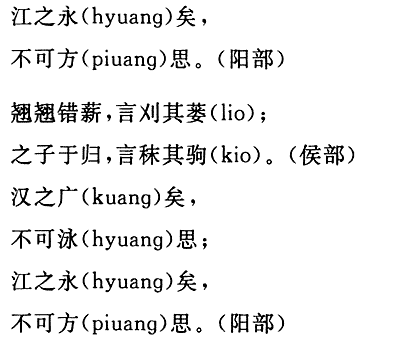 江之永(hyuang)矣，
不可方(piuang)思。(阳部)
翘翘错薪，言刈其蒌(lio)；
之子于归，言秣其驹(kio)。(侯部)
汉之广(kuang)矣，
不可泳(hyuang)思；
江之永(hyuang)矣，
不可方(piuang)思。(阳部)